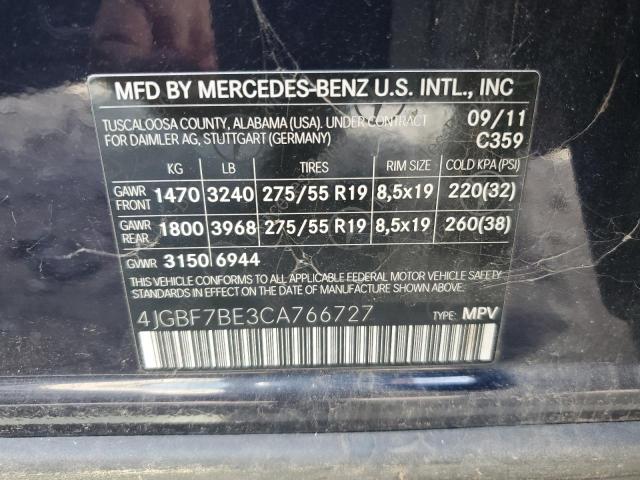 MFD BY MERCEDES-BENZ U.S. INTL., INC
TUSCALOOSA COUNTY, ALABAMA (USA). UNDER CONTRACT 09/11
FOR DAIMLER AG, STUTTGART (GERMANY) C359
KG LB TIRES RIM SIZE COLD KPA (PSI)
GAWR FRONT 1470 3240 275/55 R19 8,5x19 220(32)
GAWR REAR 1800 3968 275/55 R19 8,5x19 260(38)
GVWR 3150 6944
THIS VEHICLE CONFORMS TO ALL APPLICABLE FEDERAL MOTOR VEHICLE SAFETY
STANDARDS IN EFFECT ON THE DATE OF MANUFACTURE SHOWN ABOVE.
4JGBF7BE3CA766727 TYPE: MPV